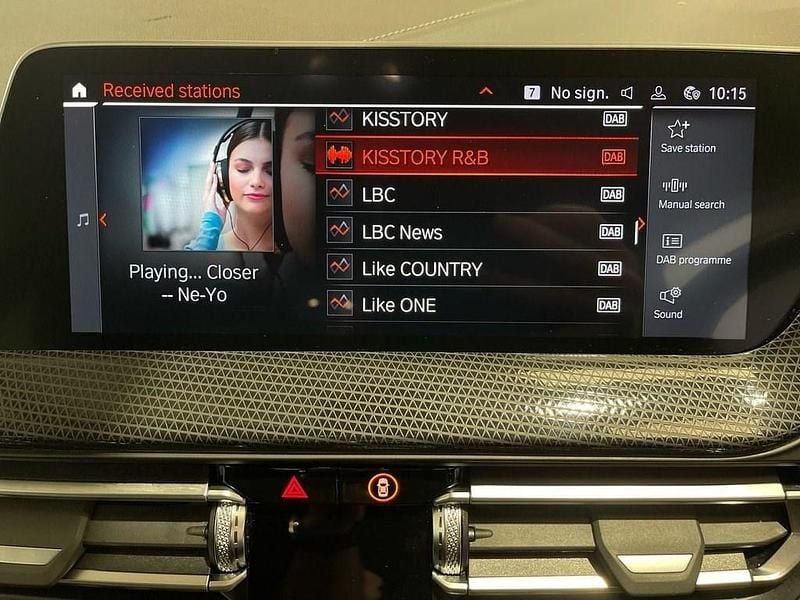 Received stations
7 No sign. 10:15
KISSTORY DAB
KISSTORY R&B DAB
LBC DAB
LBC News DAB
Like COUNTRY DAB
Like ONE DAB
Playing... Closer
-- Ne-Yo
Save station
Manual search
DAB programme
Sound